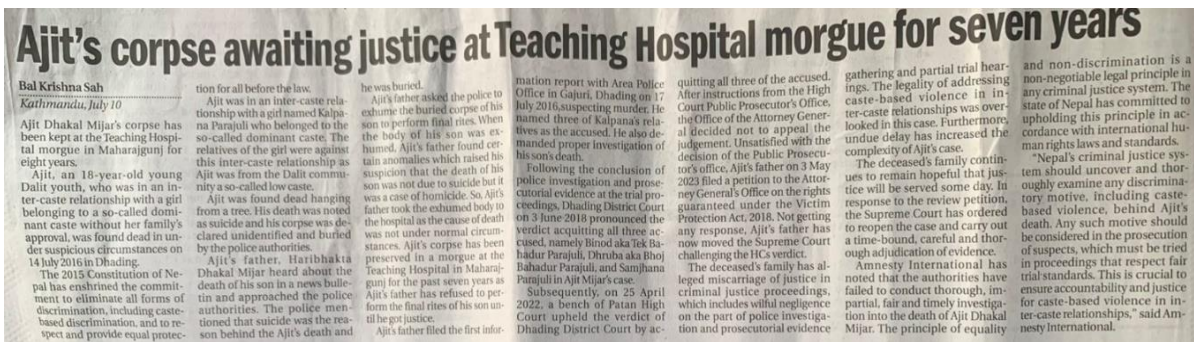 Ajit's corpse awaiting justice at Teaching Hospital morgue for seven years
Bal Krishna Sah
Kathmandu, July 10
Ajit Dhakal Mijar's corpse has
been kept at the Teaching Hospi-
tal morgue in Maharajgunj for
eight years.
Ajit, an 18-year-old young
Dalit youth, who was in an in-
ter-caste relationship with a girl
belonging to a so-called domi-
nant caste without her family's
approval, was found dead in un-
der suspicious circumstances on
14 July 2016 in Dhading.
The 2015 Constitution of Ne-
pal has enshrined the commit-
ment to eliminate all forms of
discrimination, including caste-
based discrimination, and to re-
spect and provide equal protec-
tion for all before the law.
Ajit was in an inter-caste rela-
tionship with a girl named Kalpa-
na Parajuli who belonged to the
so-called dominant caste. The
relatives of the girl were against
this inter-caste relationship as
Ajit was from the Dalit commu-
nity a so-called low caste.
Ajit was found dead hanging
from a tree. His death was noted
as suicide and his corpse was de-
clared unidentified and buried
by the police authorities.
Ajit's father, Haribhakta
Dhakal Mijar heard about the
death of his son in a news bulle-
tin and approached the police
authorities. The police men-
tioned that suicide was the rea-
son behind the Ajit's death and
he was buried.
Ajit's father asked the police to
exhume the buried corpse of his
son to perform final rites. When
the body of his son was ex-
humed, Ajit's father found cer-
tain anomalies which raised his
suspicion that the death of his
son was not due to suicide but it
was a case of homicide. So, Ajit's
father took the exhumed body to
the hospital as the cause of death
was not under normal circum-
stances. Ajit's corpse has been
preserved in a morgue at the
Teaching Hospital in Maharaj-
gunj for the past seven years as
Ajit's father has refused to per-
form the final rites of his son un-
til he got justice.
Ajit's father filed the first infor-
mation report with Area Police
Office in Gajuri, Dhading on 17
July 2016, suspecting murder. He
named three of Kalpana's rela-
tives as the accused. He also de-
manded proper investigation of
his son's death.
Following the conclusion of
police investigation and prose-
cutorial evidence at the trial pro-
ceedings, Dhading District Court
on 3 June 2018 pronounced the
verdict acquitting all three ac-
cused, namely Binod aka Tek Ba-
hadur Parajuli, Dhruba aka Bhoj
Bahadur Parajuli, and Samjhana
Parajuli in Ajit Mijar's case.
Subsequently, on 25 April
2022, a bench of Patan High
Court upheld the verdict of
Dhading District Court by ac-
quitting all three of the accused.
After instructions from the High
Court Public Prosecutor's Office,
the Office of the Attorney Gener-
al decided not to appeal the
judgement. Unsatisfied with the
decision of the Public Prosecu-
tor's office, Ajit's father on 3 May
2023 filed a petition to the Attor-
ney General's Office on the rights
guaranteed under the Victim
Protection Act, 2018. Not getting
any response, Ajit's father has
now moved the Supreme Court
challenging the HCs verdict.
The deceased's family has al-
leged miscarriage of justice in
criminal justice proceedings,
which includes wilful negligence
on the part of police investiga-
tion and prosecutorial evidence
gathering and partial trial hear-
ings. The legality of addressing
caste-based violence in in-
ter-caste relationships was over-
looked in this case. Furthermore,
undue delay has increased the
complexity of Ajit's case.
The deceased's family contin-
ues to remain hopeful that jus-
tice will be served some day. In
response to the review petition,
the Supreme Court has ordered
to reopen the case and carry out
a time-bound, careful and thor-
ough adjudication of evidence.
Amnesty International has
noted that the authorities have
failed to conduct thorough, im-
partial, fair and timely investiga-
tion into the death of Ajit Dhakal
Mijar. The principle of equality
and non-discrimination is a
non-negotiable legal principle in
any criminal justice system. The
state of Nepal has committed to
upholding this principle in ac-
cordance with international hu-
man rights laws and standards.
"Nepal's criminal justice sys-
tem should uncover and thor-
oughly examine any discrimina-
tory motive, including caste-
based violence, behind Ajit's
death. Any such motive should
be considered in the prosecution
of suspects, which must be tried
in proceedings that respect fair
trial standards. This is crucial to
ensure accountability and justice
for caste-based violence in in-
ter-caste relationships," said Am-
nesty International.